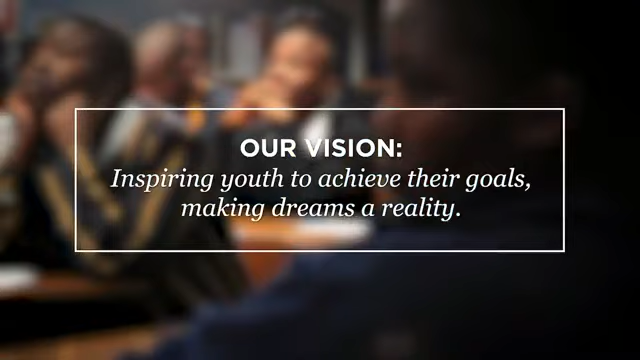 OUR VISION:
Inspiring youth to achieve their goals,
making dreams a reality.